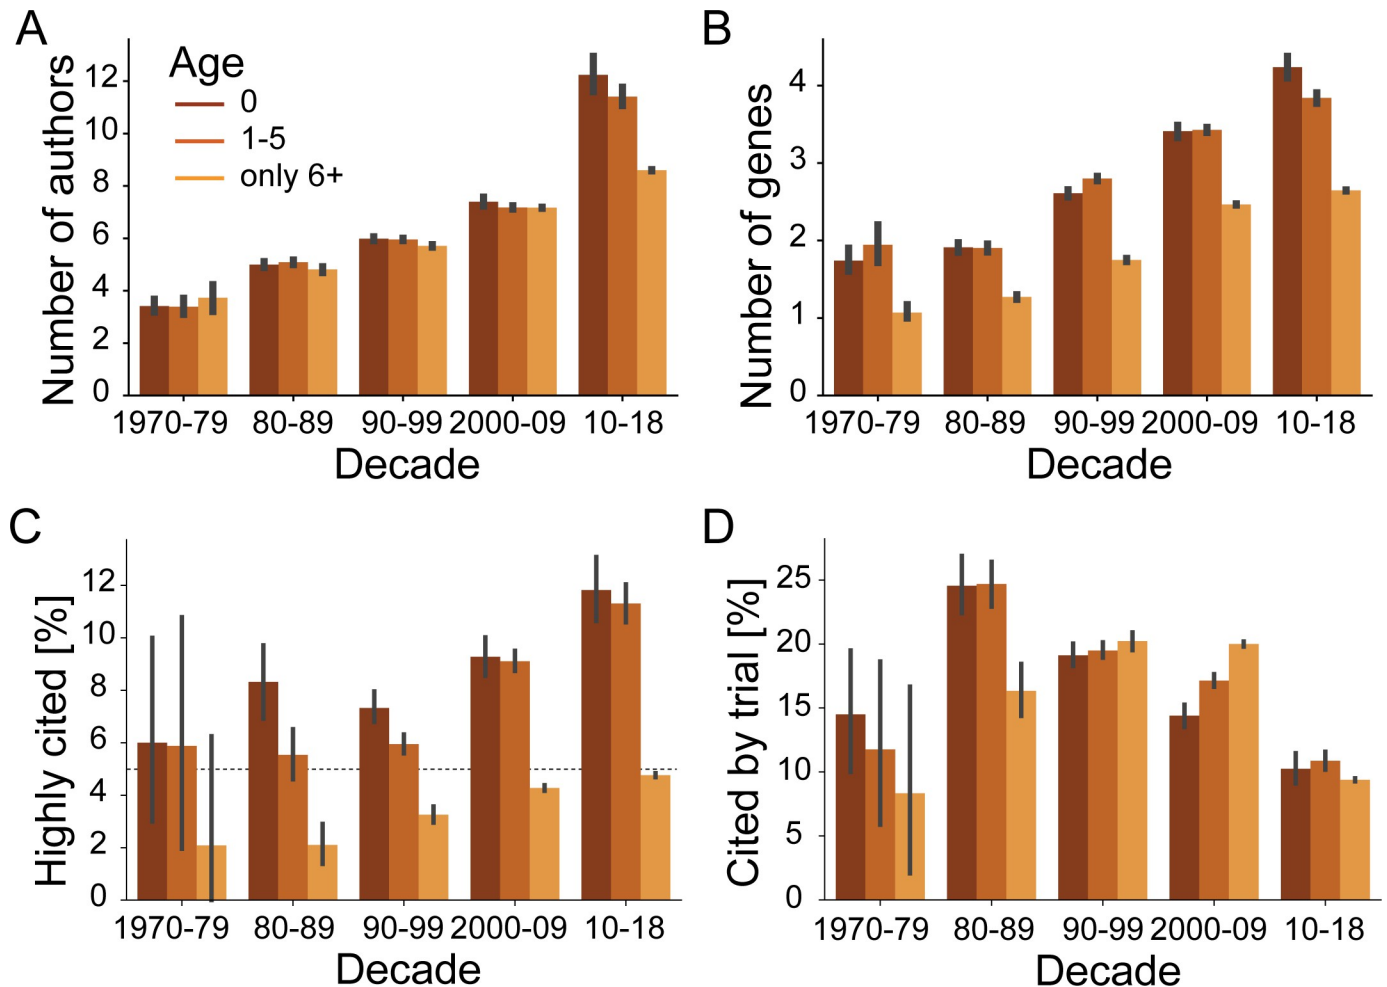 A
Number of authors
12
10
8
6
4
2
0
Age
0
1-5
only 6+
1970-79 80-89 90-99 2000-09 10-18
Decade
B
Number of genes
4
3
2
1
0
1970-79 80-89 90-99 2000-09 10-18
Decade
C
Highly cited [%]
12
10
8
6
4
2
0
1970-79 80-89 90-99 2000-09 10-18
Decade
D
Cited by trial [%]
25
20
15
10
5
0
1970-79 80-89 90-99 2000-09 10-18
Decade